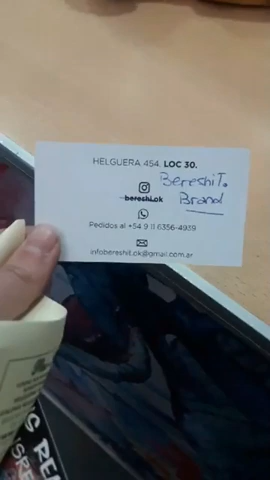 HELGUERA 454. LOC 30.
BereshiT.
bereshi.ok
Brand
Pedidos al +54 9 11 6356-4939
infobereshit.ok@gmail.com.ar